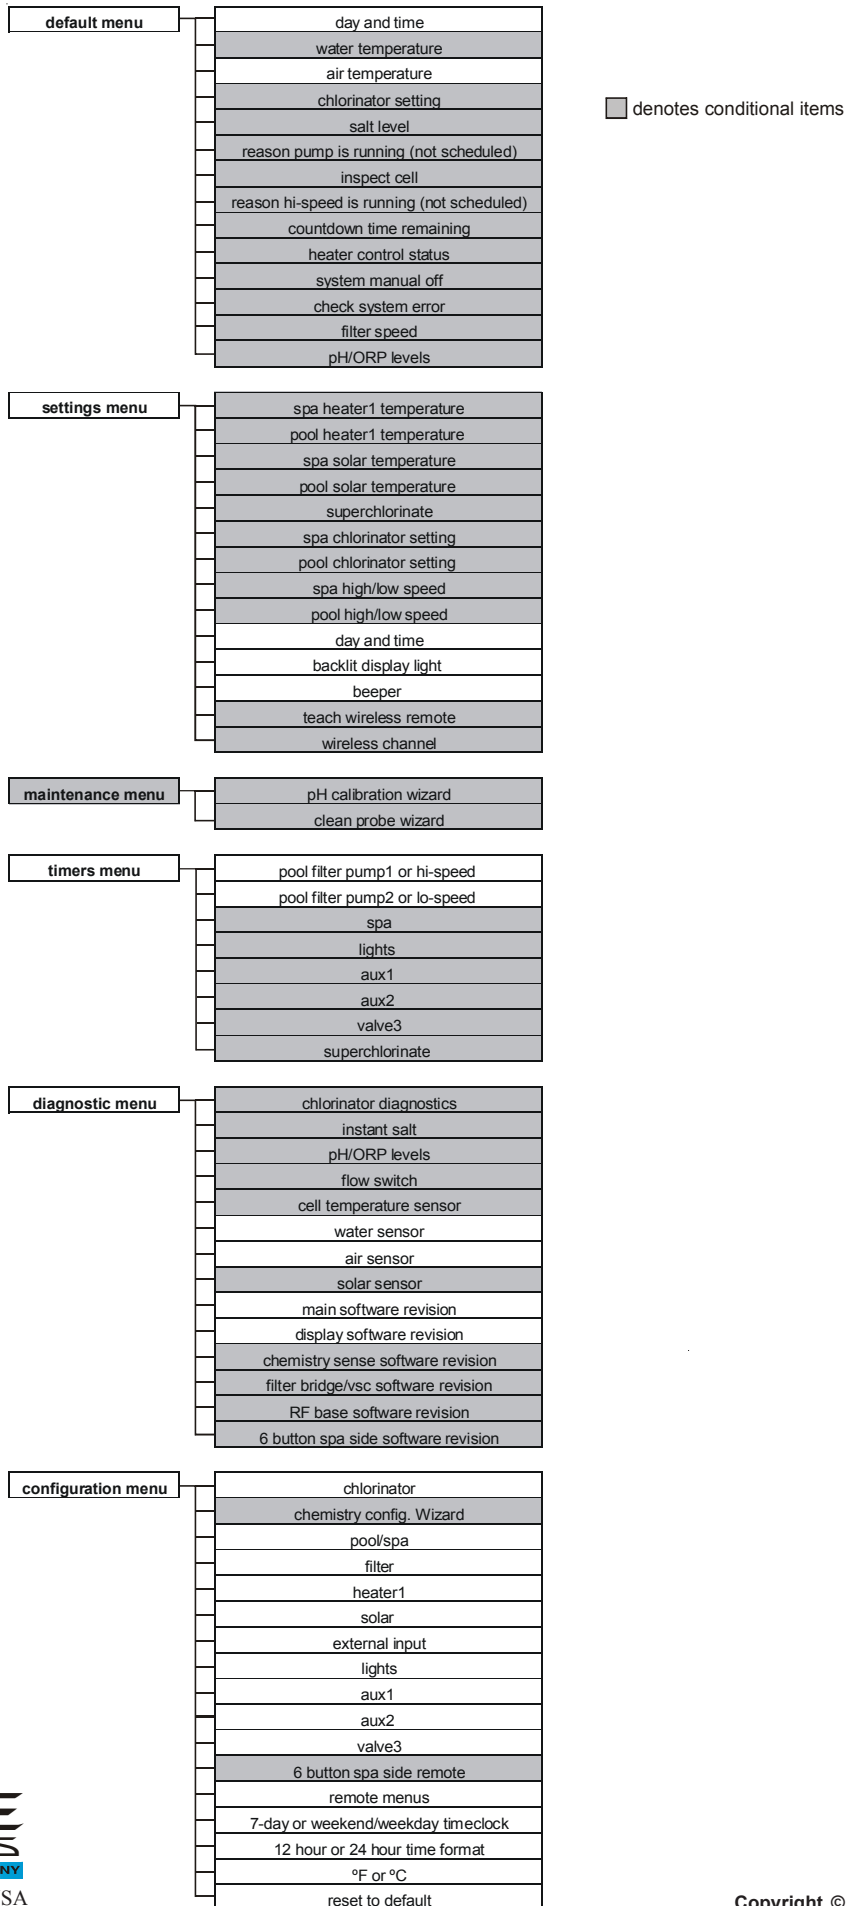 default menu
day and time
water temperature
air temperature
chlorinator setting
salt level
reason pump is running (not scheduled)
inspect cell
reason hi-speed is running (not scheduled)
countdown time remaining
heater control status
system manual off
check system error
filter speed
pH/ORP levels
denotes conditional items
settings menu
spa heater1 temperature
pool heater1 temperature
spa solar temperature
pool solar temperature
superchlorinate
spa chlorinator setting
pool chlorinator setting
spa high/low speed
pool high/low speed
day and time
backlit display light
beeper
teach wireless remote
wireless channel
maintenance menu
pH calibration wizard
clean probe wizard
timers menu
pool filter pump1 or hi-speed
pool filter pump2 or lo-speed
spa
lights
aux1
aux2
valve3
superchlorinate
diagnostic menu
chlorinator diagnostics
instant salt
pH/ORP levels
flow switch
cell temperature sensor
water sensor
air sensor
solar sensor
main software revision
display software revision
chemistry sense software revision
filter bridge/vsc software revision
RF base software revision
6 button spa side software revision
configuration menu
chlorinator
chemistry config. Wizard
pool/spa
filter
heater1
solar
external input
lights
aux1
aux2
valve3
6 button spa side remote
remote menus
7-day or weekend/weekday timeclock
12 hour or 24 hour time format
ºF or ºC
reset to default
NY
SA
Copyright ©